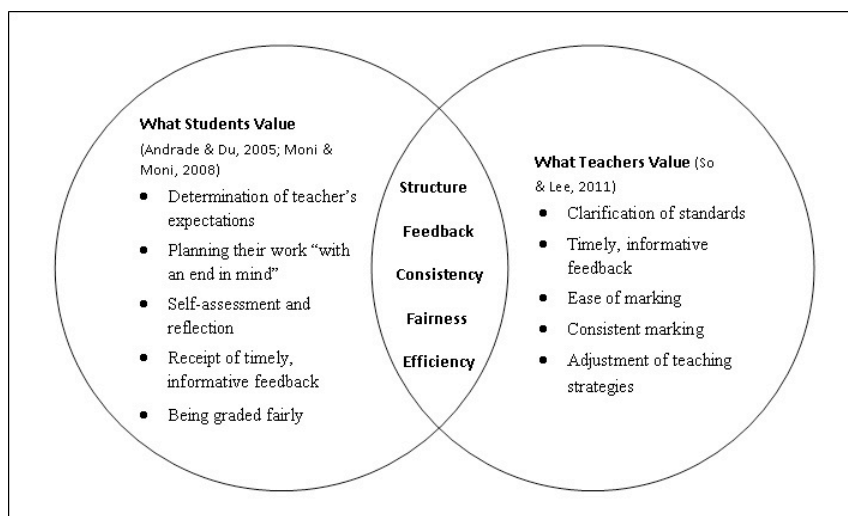 What Students Value
(Andrade & Du, 2005; Moni &
Moni, 2008)
● Determination of teacher's
expectations
● Planning their work "with
an end in mind"
● Self-assessment and
reflection
● Receipt of timely,
informative feedback
● Being graded fairly
Structure
Feedback
Consistency
Fairness
Efficiency
What Teachers Value (So
& Lee, 2011)
● Clarification of standards
● Timely, informative
feedback
● Ease of marking
● Consistent marking
● Adjustment of teaching
strategies